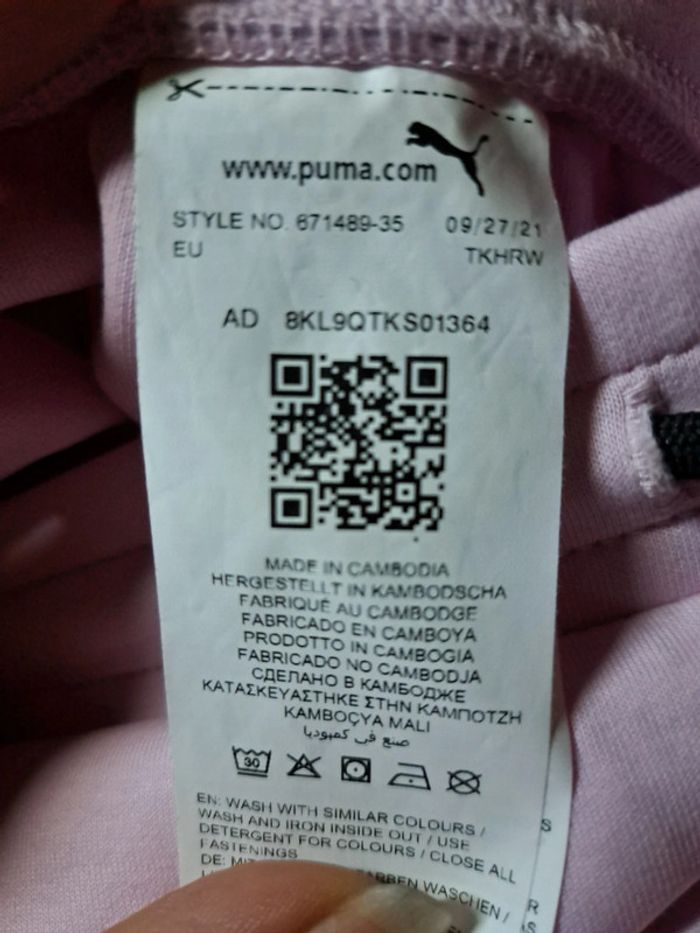 www.puma.com
STYLE NO. 671489-35 09/27/21
EU TKHRW
AD 8KL9QTKS01364
MADE IN CAMBODIA
HERGESTELLT IN KAMBODSCHA
FABRIQUÉ AU CAMBODGE
FABRICADO EN CAMBOYA
PRODOTTO IN CAMBOGIA
FABRICADO NO CAMBODJA
СДЕЛАНО В КАМБОДЖЕ
ΚΑΤΑΣΚΕΥΑΣΤΗΚΕ ΣΤΗΝ ΚΑΜΠΟΤΖΗ
KAMBOÇYA MALI
صنع في كمبوديا
30
EN: WASH WITH SIMILAR COLOURS /
WASH AND IRON INSIDE OUT / USE
DETERGENT FOR COLOURS / CLOSE ALL
FASTENINGS
DE: WASCHEN /